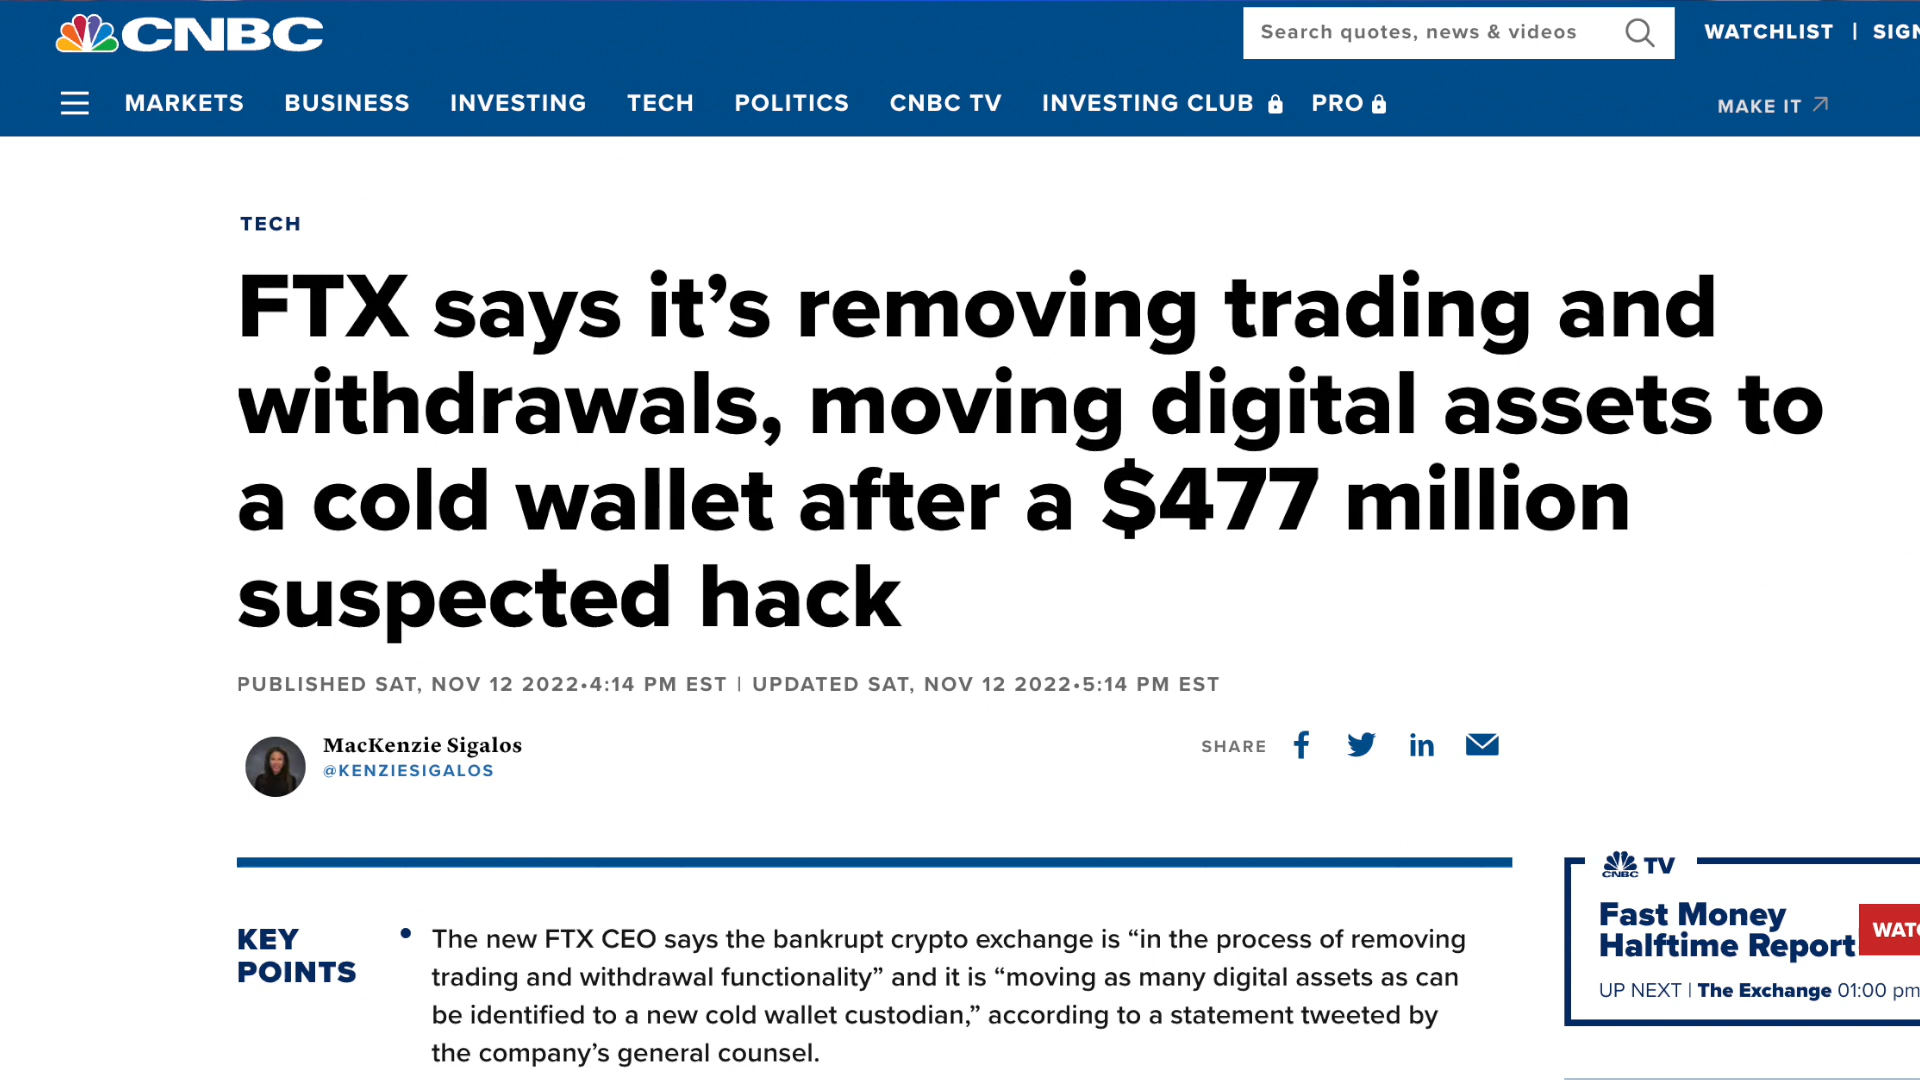 CNBC
Search quotes, news & videos
WATCHLIST | SIGN
MARKETS BUSINESS INVESTING TECH POLITICS CNBC TV INVESTING CLUB PRO
MAKE IT
TECH
FTX says it’s removing trading and
withdrawals, moving digital assets to
a cold wallet after a $477 million
suspected hack
PUBLISHED SAT, NOV 12 2022•4:14 PM EST | UPDATED SAT, NOV 12 2022•5:14 PM EST
MacKenzie Sigalos
@KENZIESIGALOS
SHARE
KEY
POINTS
• The new FTX CEO says the bankrupt crypto exchange is “in the process of removing
trading and withdrawal functionality” and it is “moving as many digital assets as can
be identified to a new cold wallet custodian,” according to a statement tweeted by
the company’s general counsel.
CNBC TV
Fast Money
Halftime Report
WATC
UP NEXT | The Exchange 01:00 pm